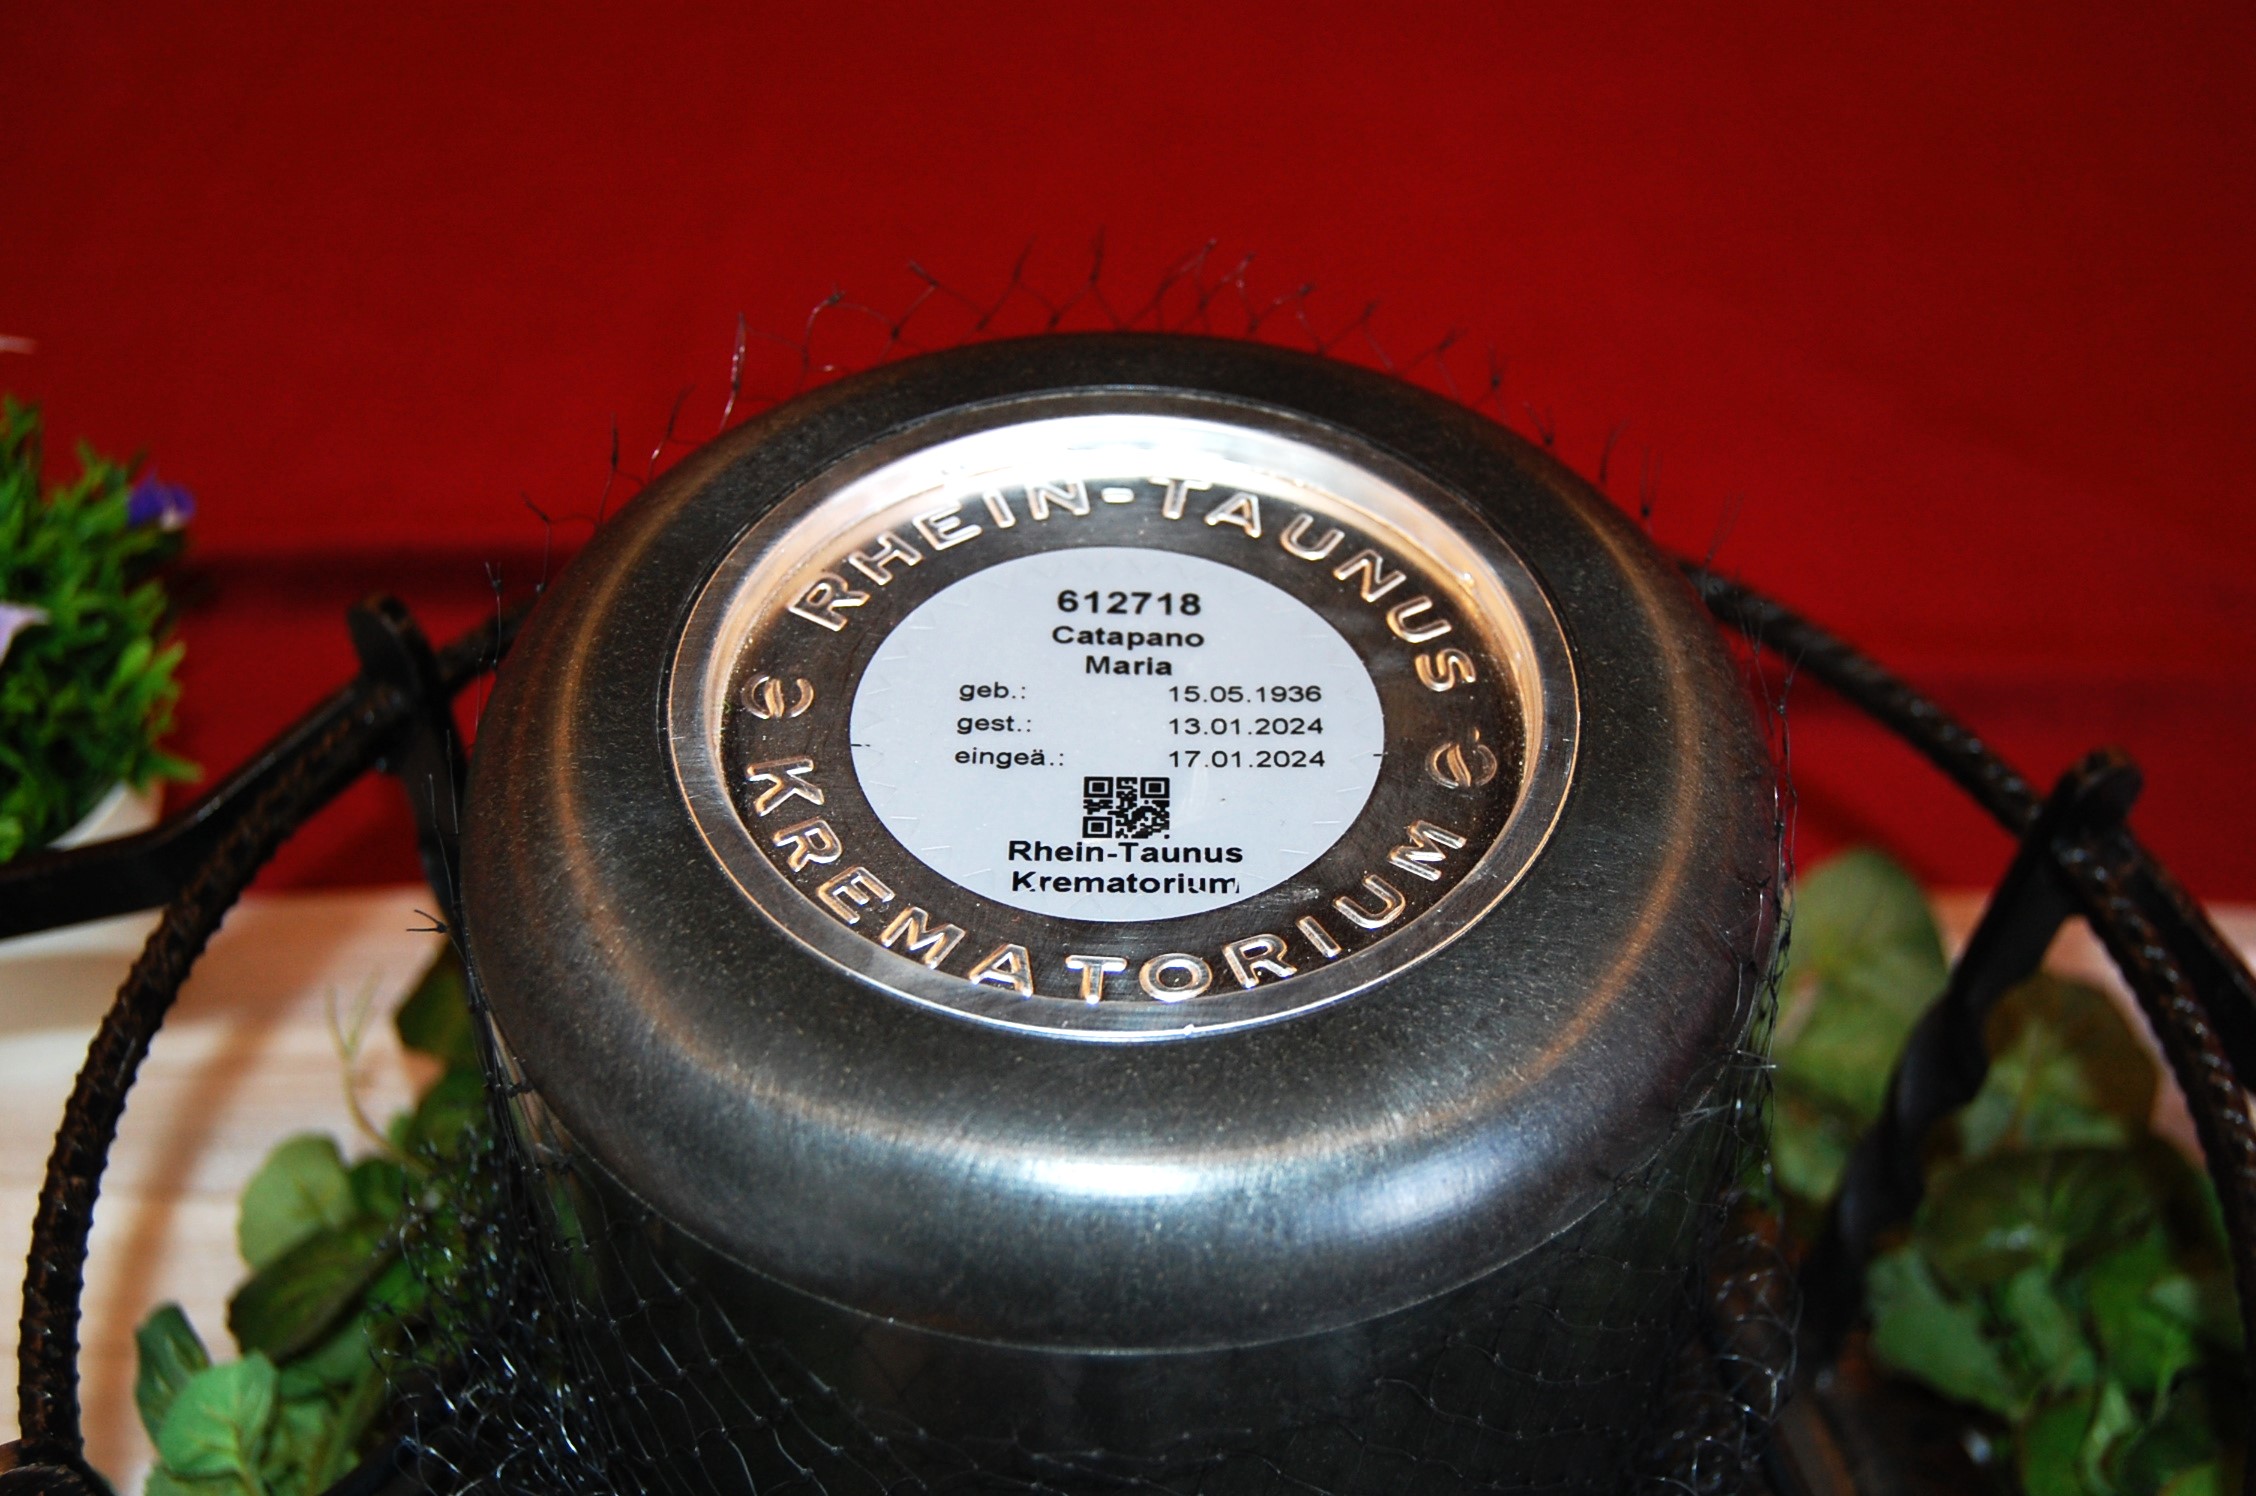 RHEIN-TAUNUS
612718
Catapano
Maria
geb.: 15.05.1936
gest.: 13.01.2024
eingeä.: 17.01.2024
Rhein-Taunus
Krematorium
KREMATORIUM